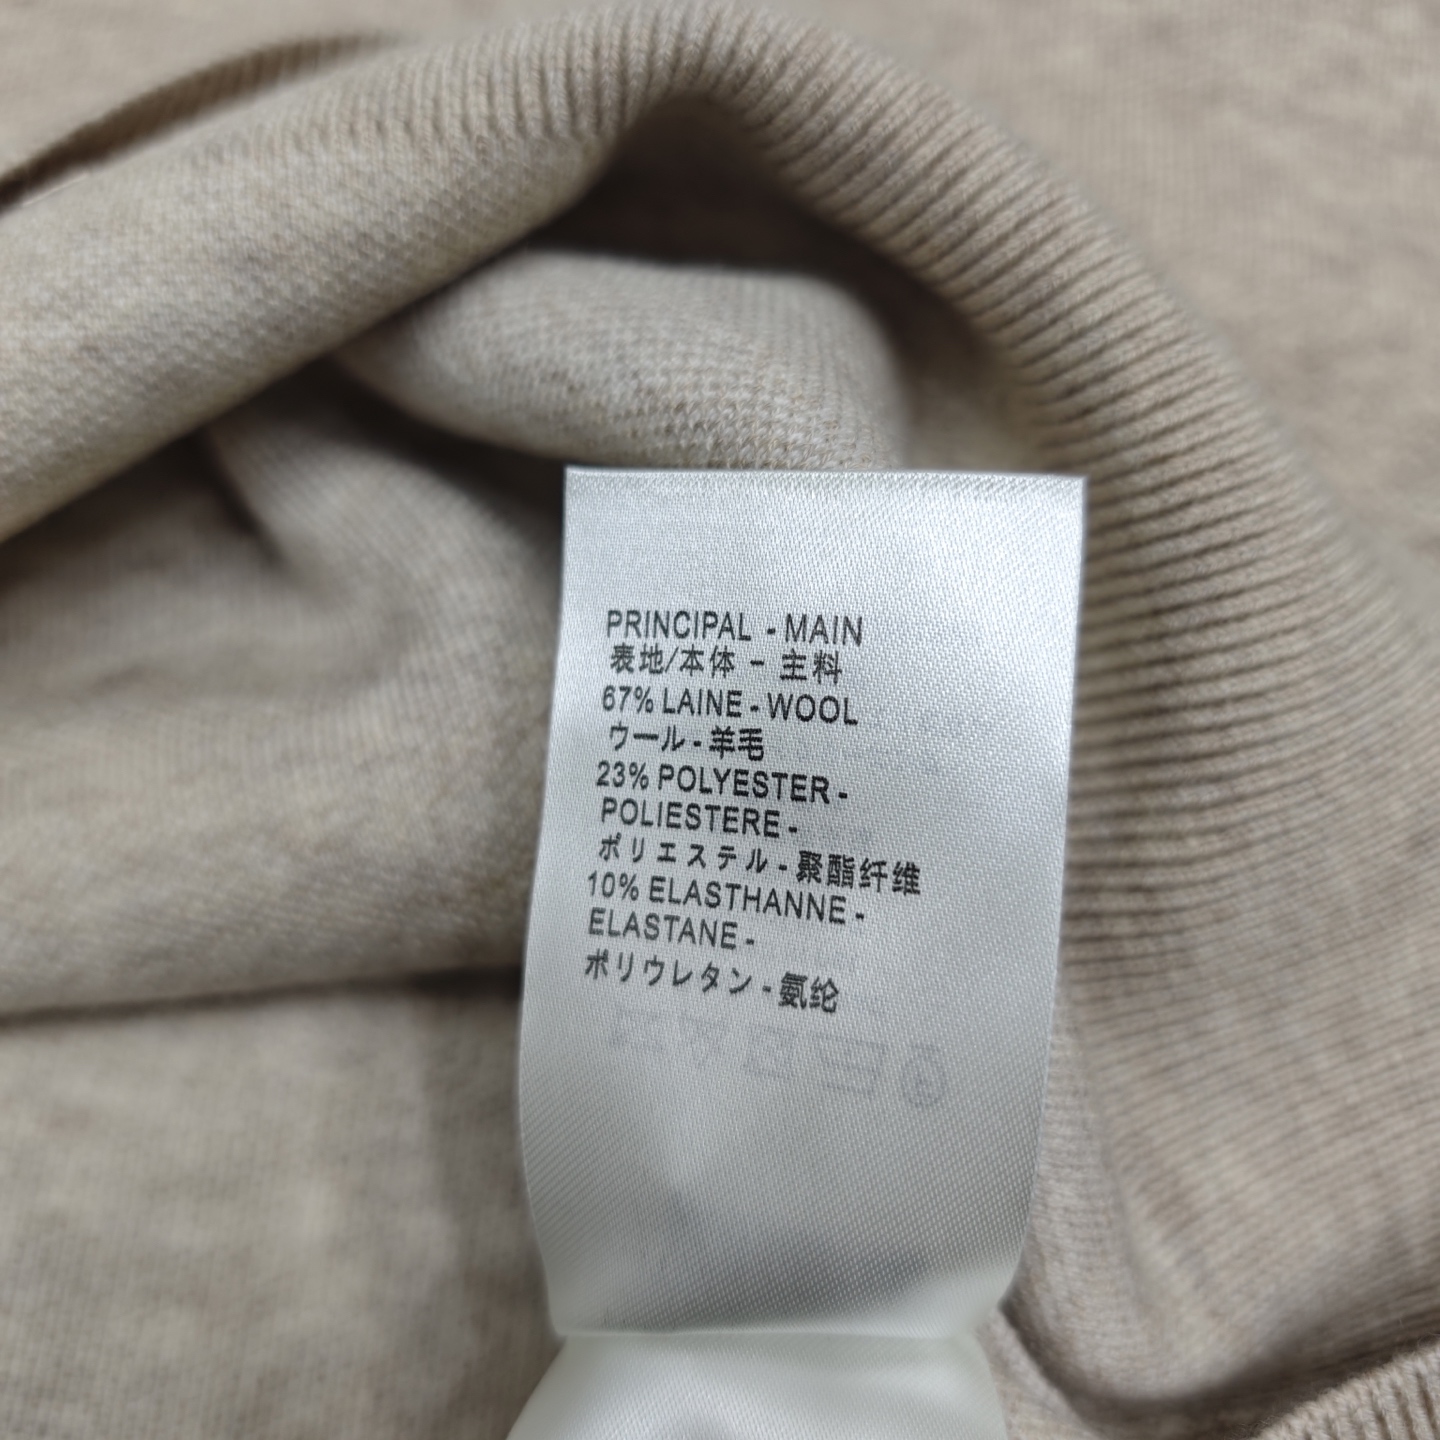 PRINCIPAL - MAIN
表地/本体 - 主料
67% LAINE - WOOL
ウール - 羊毛
23% POLYESTER -
POLIESTERE -
ポリエステル - 聚酯纤维
10% ELASTHANNE -
ELASTANE -
ポリウレタン - 氨纶